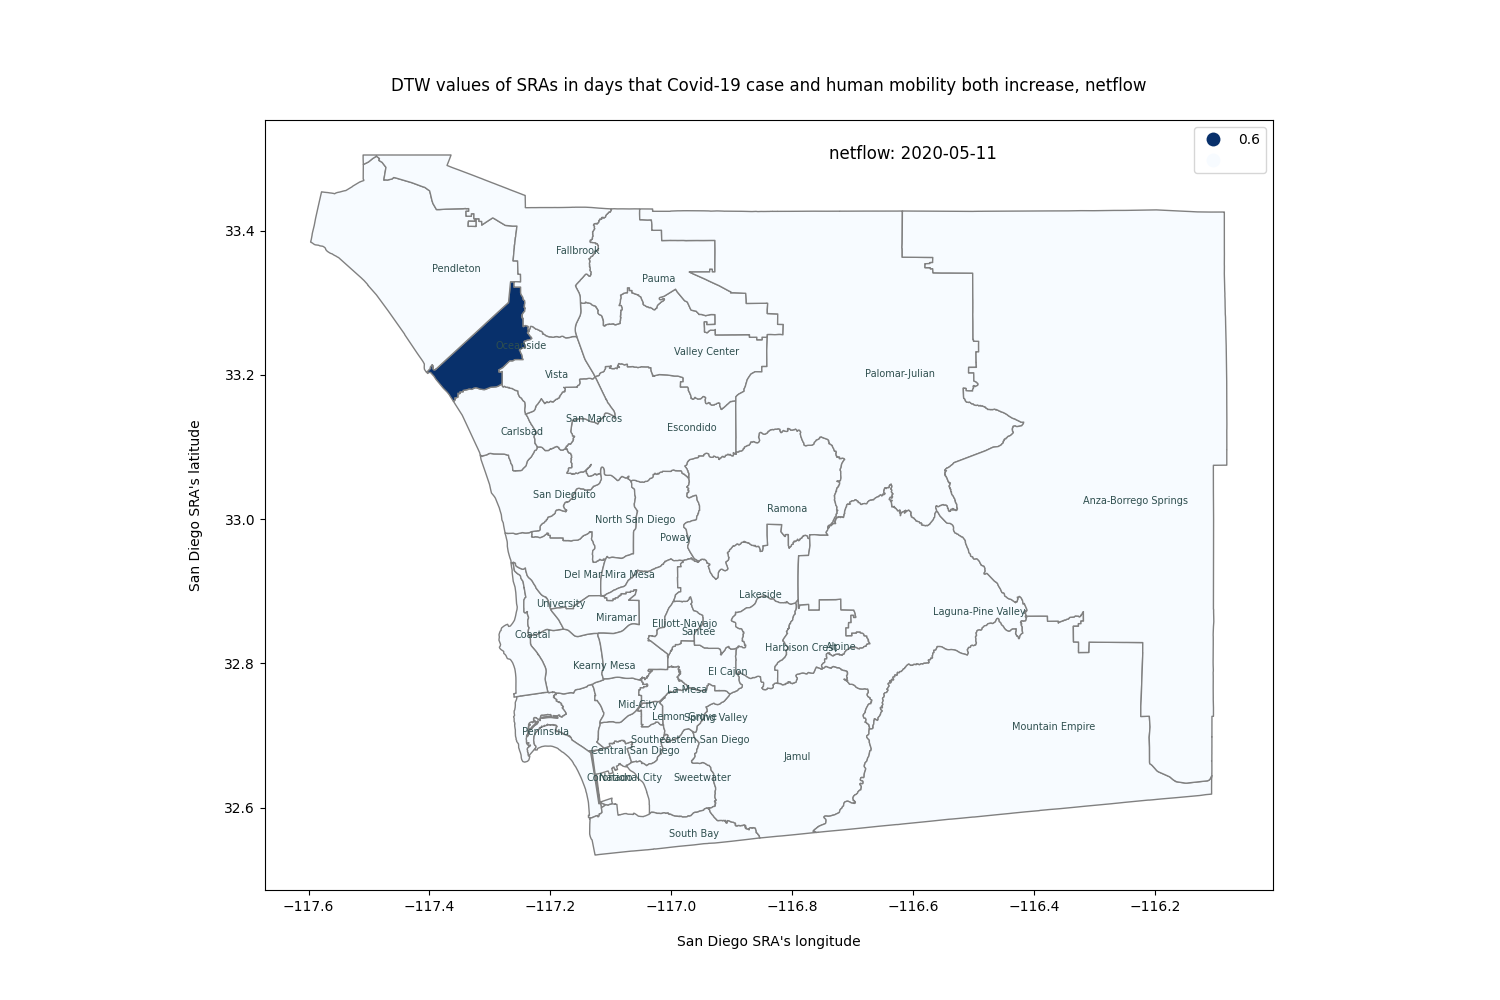 DTW values of SRAs in days that Covid-19 case and human mobility both increase, netflow
netflow: 2020-05-11
0.6
33.4
33.2
33.0
32.8
32.6
San Diego SRA's latitude
Fallbrook
Pendleton
Pauma
Oceanside
Valley Center
Vista
Palomar-Julian
San Marcos
Carlsbad
Escondido
San Dieguito
Anza-Borrego Springs
Ramona
North San Diego
Poway
Del Mar-Mira Mesa
Lakeside
University
Laguna-Pine Valley
Miramar
Elliott-Navajo
Santee
Coastal
Harbison Crest
Alpine
Kearny Mesa
El Cajon
La Mesa
Mid-City
Lemon Grove
Spring Valley
Mountain Empire
Peninsula
Southeastern San Diego
Central San Diego
Jamul
Coronado
National City
Sweetwater
South Bay
−117.6
−117.4
−117.2
−117.0
−116.8
−116.6
−116.4
−116.2
San Diego SRA's longitude